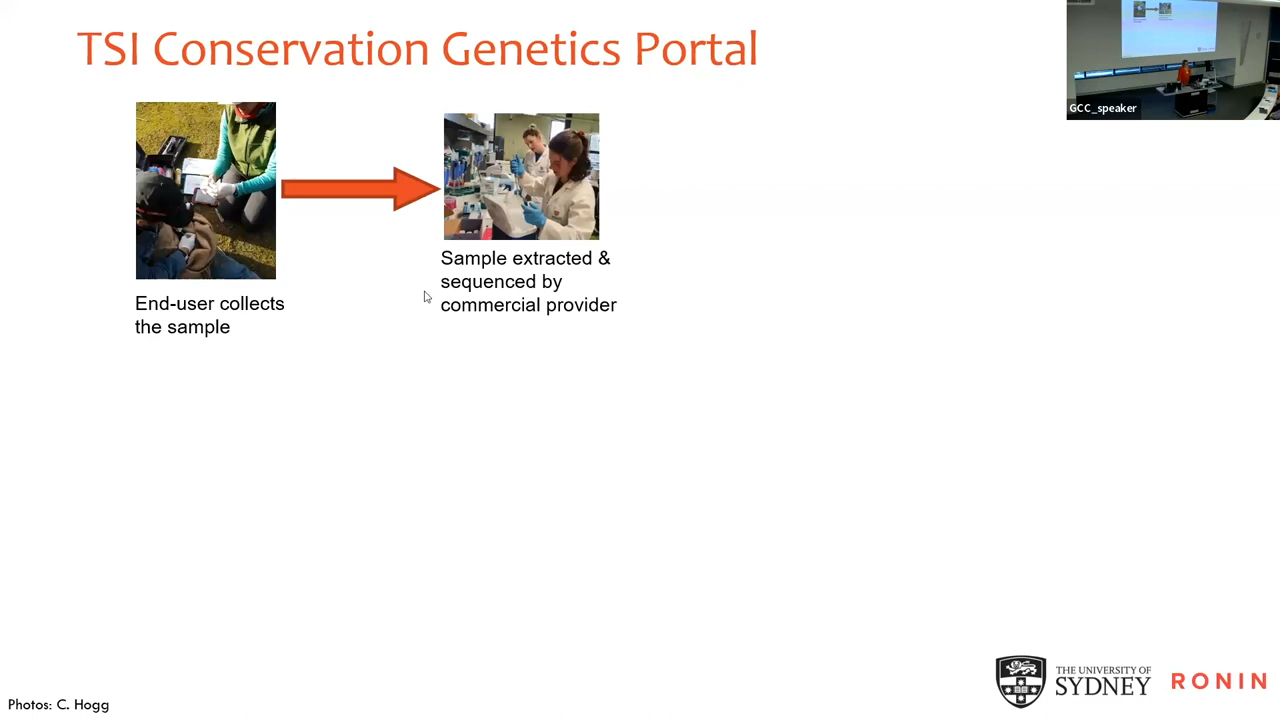 TSI Conservation Genetics Portal
GCC_speaker
End-user collects
the sample
Sample extracted &
sequenced by
commercial provider
Photos: C. Hogg
THE UNIVERSITY OF
SYDNEY
RONIN